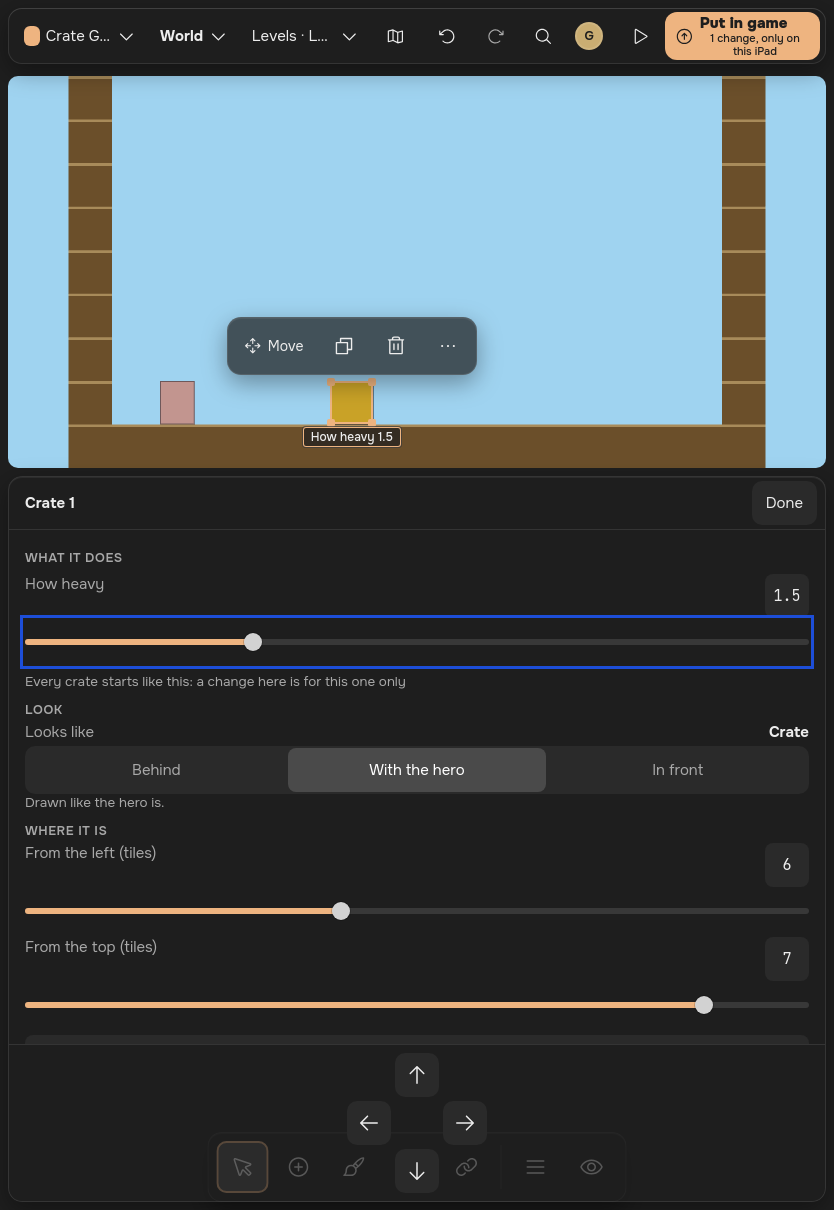 Crate G...
World
Levels · L...
G
Put in game
1 change, only on
this iPad
Move
How heavy 1.5
Crate 1
Done
WHAT IT DOES
How heavy
1.5
Every crate starts like this: a change here is for this one only
LOOK
Looks like
Crate
Behind
With the hero
In front
Drawn like the hero is.
WHERE IT IS
From the left (tiles)
6
From the top (tiles)
7